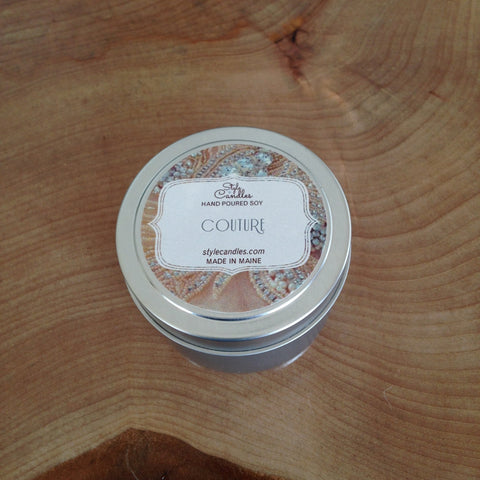 Style
Candles
HAND POURED SOY
COUTURE
stylecandles.com
MADE IN MAINE